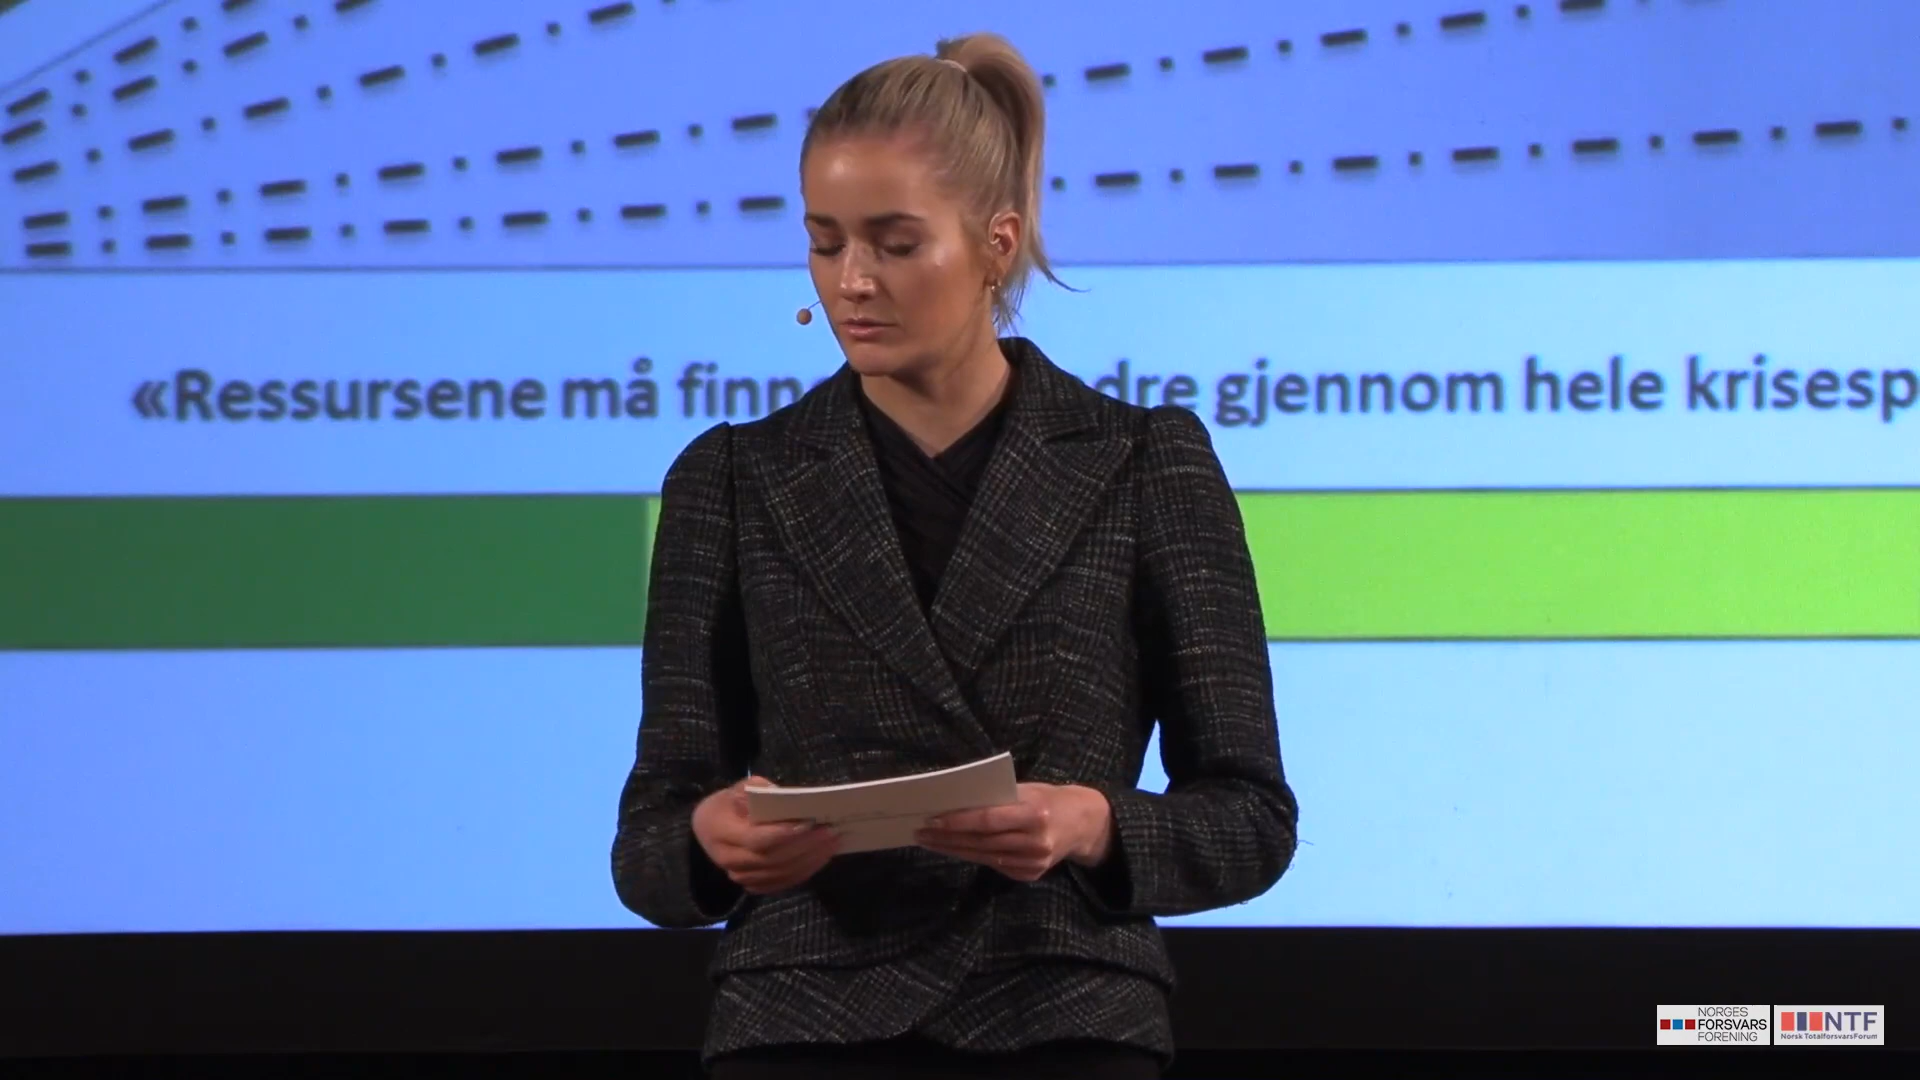 «Ressursene må finn dre gjennom hele krisesp
NORGES
FORSVARS
FORENING
NTF
Norsk TotalforsvarsForum